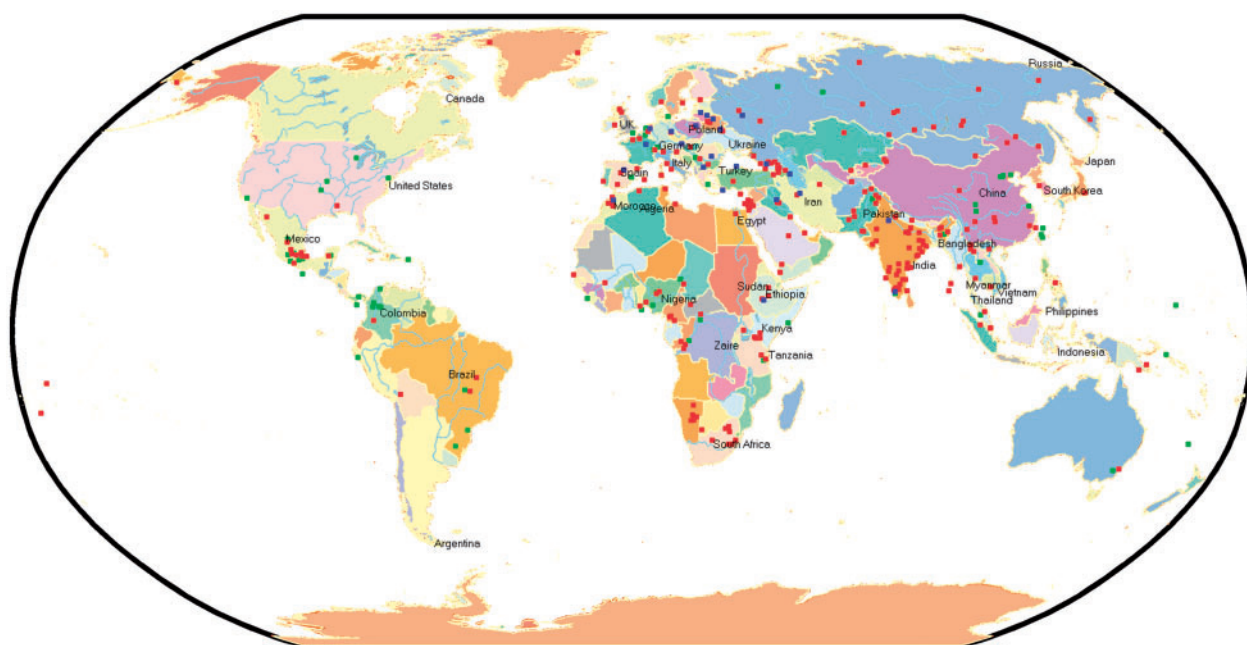 Russia
Canada
UK
Poland
Germany
Ukraine
Italy
Japan
Spain
Turkey
United States
China
South Korea
Iran
Morocco
Algeria
Pakistan
Egypt
Mexico
Bangladesh
India
Sudan
Ethiopia
Myanmar
Nigeria
Vietnam
Thailand
Colombia
Philippines
Kenya
Zaire
Indonesia
Tanzania
Brazil
South Africa
Argentina